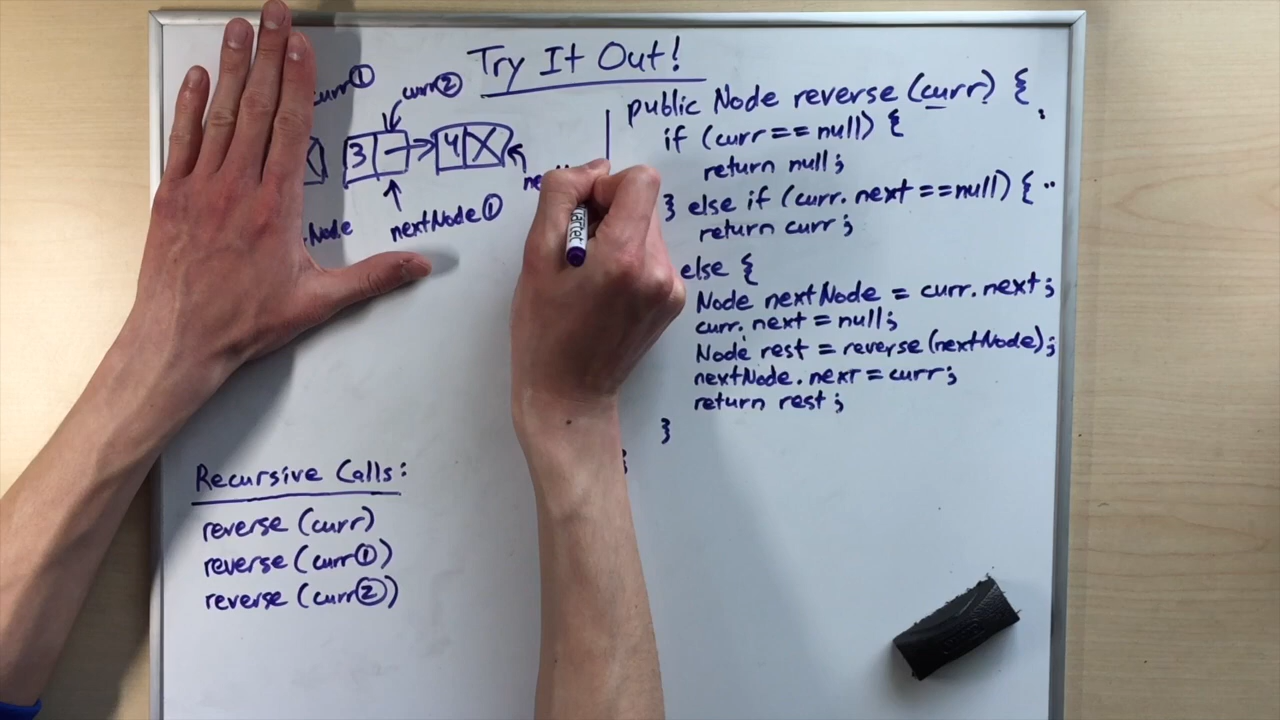 Try It Out!
curr①
curr②
3
4
Node
nextNode①
public Node reverse (curr) {
if (curr == null) {
return null;
} else if (curr.next == null) {
return curr;
else {
Node nextNode = curr.next;
curr.next = null;
Node rest = reverse (nextNode);
nextNode.next = curr;
return rest;
}
Recursive Calls:
reverse (curr)
reverse (curr①)
reverse (curr②)